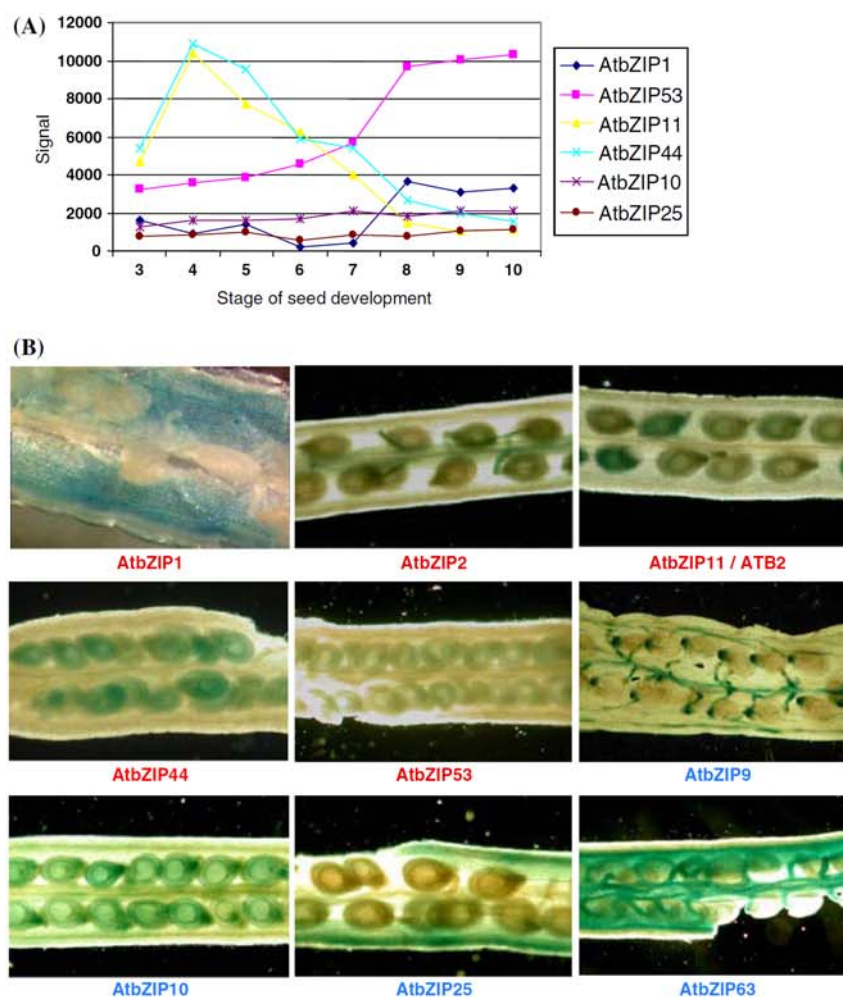 (A)
12000
10000
8000
6000
4000
2000
0
Signal
3 4 5 6 7 8 9 10
Stage of seed development
AtbZIP1
AtbZIP53
AtbZIP11
AtbZIP44
AtbZIP10
AtbZIP25
(B)
AtbZIP1 AtbZIP2 AtbZIP11 / ATB2
AtbZIP44 AtbZIP53 AtbZIP9
AtbZIP10 AtbZIP25 AtbZIP63